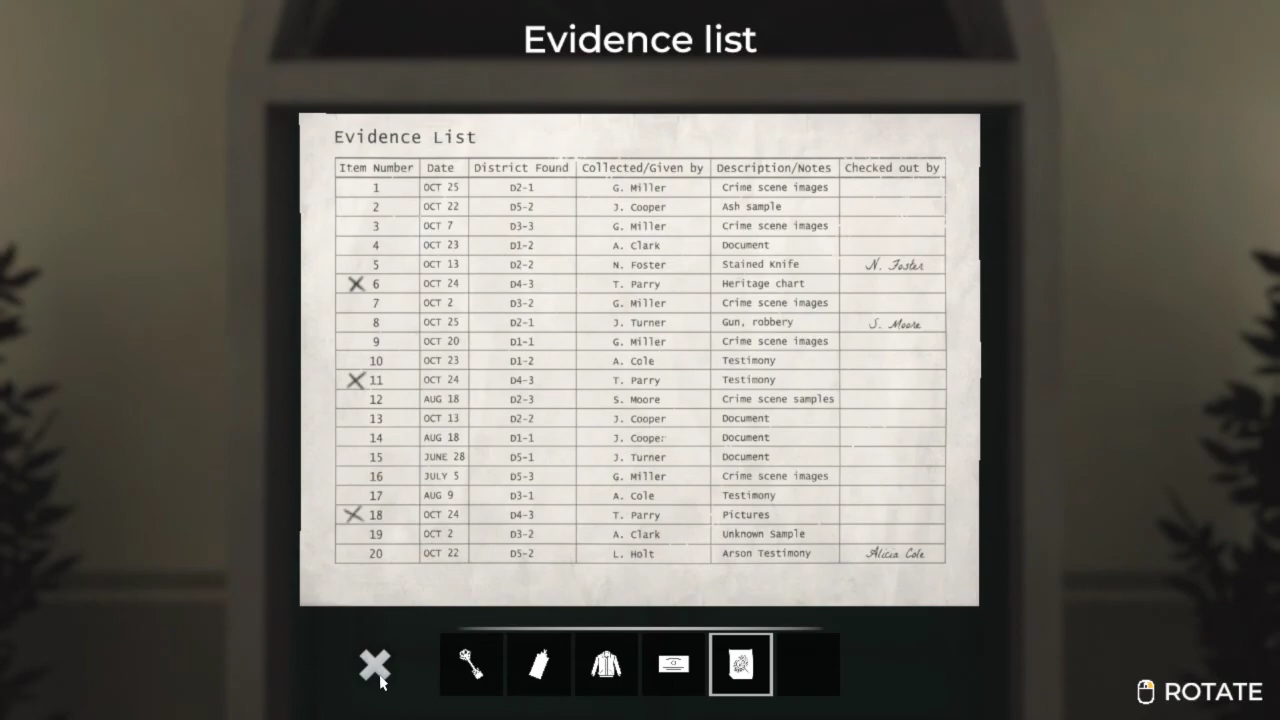 Evidence list
Evidence List
Item Number Date District Found Collected/Given by Description/Notes Checked out by
1 OCT 25 D2-1 G. Miller Crime scene images
2 OCT 22 D5-2 J. Cooper Ash sample
3 OCT 7 D3-3 G. Miller Crime scene images
4 OCT 23 D1-2 A. Clark Document
5 OCT 13 D2-2 N. Foster Stained Knife N. Foster
6 OCT 24 D4-3 T. Parry Heritage chart
7 OCT 2 D3-2 G. Miller Crime scene images
8 OCT 25 D2-1 J. Turner Gun, robbery S. Moore
9 OCT 20 D1-1 G. Miller Crime scene images
10 OCT 23 D1-2 A. Cole Testimony
11 OCT 24 D4-3 T. Parry Testimony
12 AUG 18 D2-3 S. Moore Crime scene samples
13 OCT 13 D2-2 J. Cooper Document
14 AUG 18 D1-1 J. Cooper Document
15 JUNE 28 D5-1 J. Turner Document
16 JULY 5 D5-3 G. Miller Crime scene images
17 AUG 9 D3-1 A. Cole Testimony
18 OCT 24 D4-3 T. Parry Pictures
19 OCT 2 D3-2 A. Clark Unknown Sample
20 OCT 22 D5-2 L. Holt Arson Testimony Alicia Cole
ROTATE